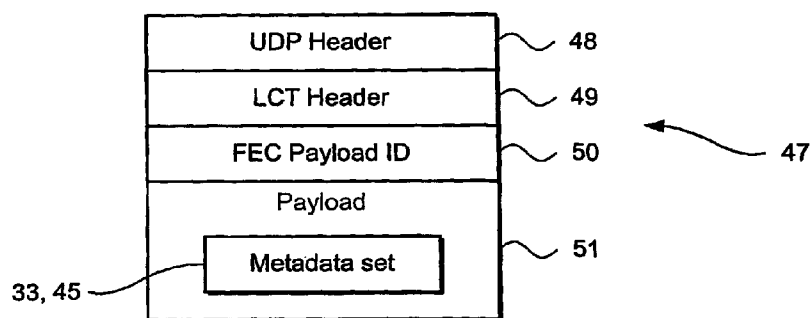 UDP Header 48
LCT Header 49
FEC Payload ID 50
47
Payload
51
Metadata set
33, 45